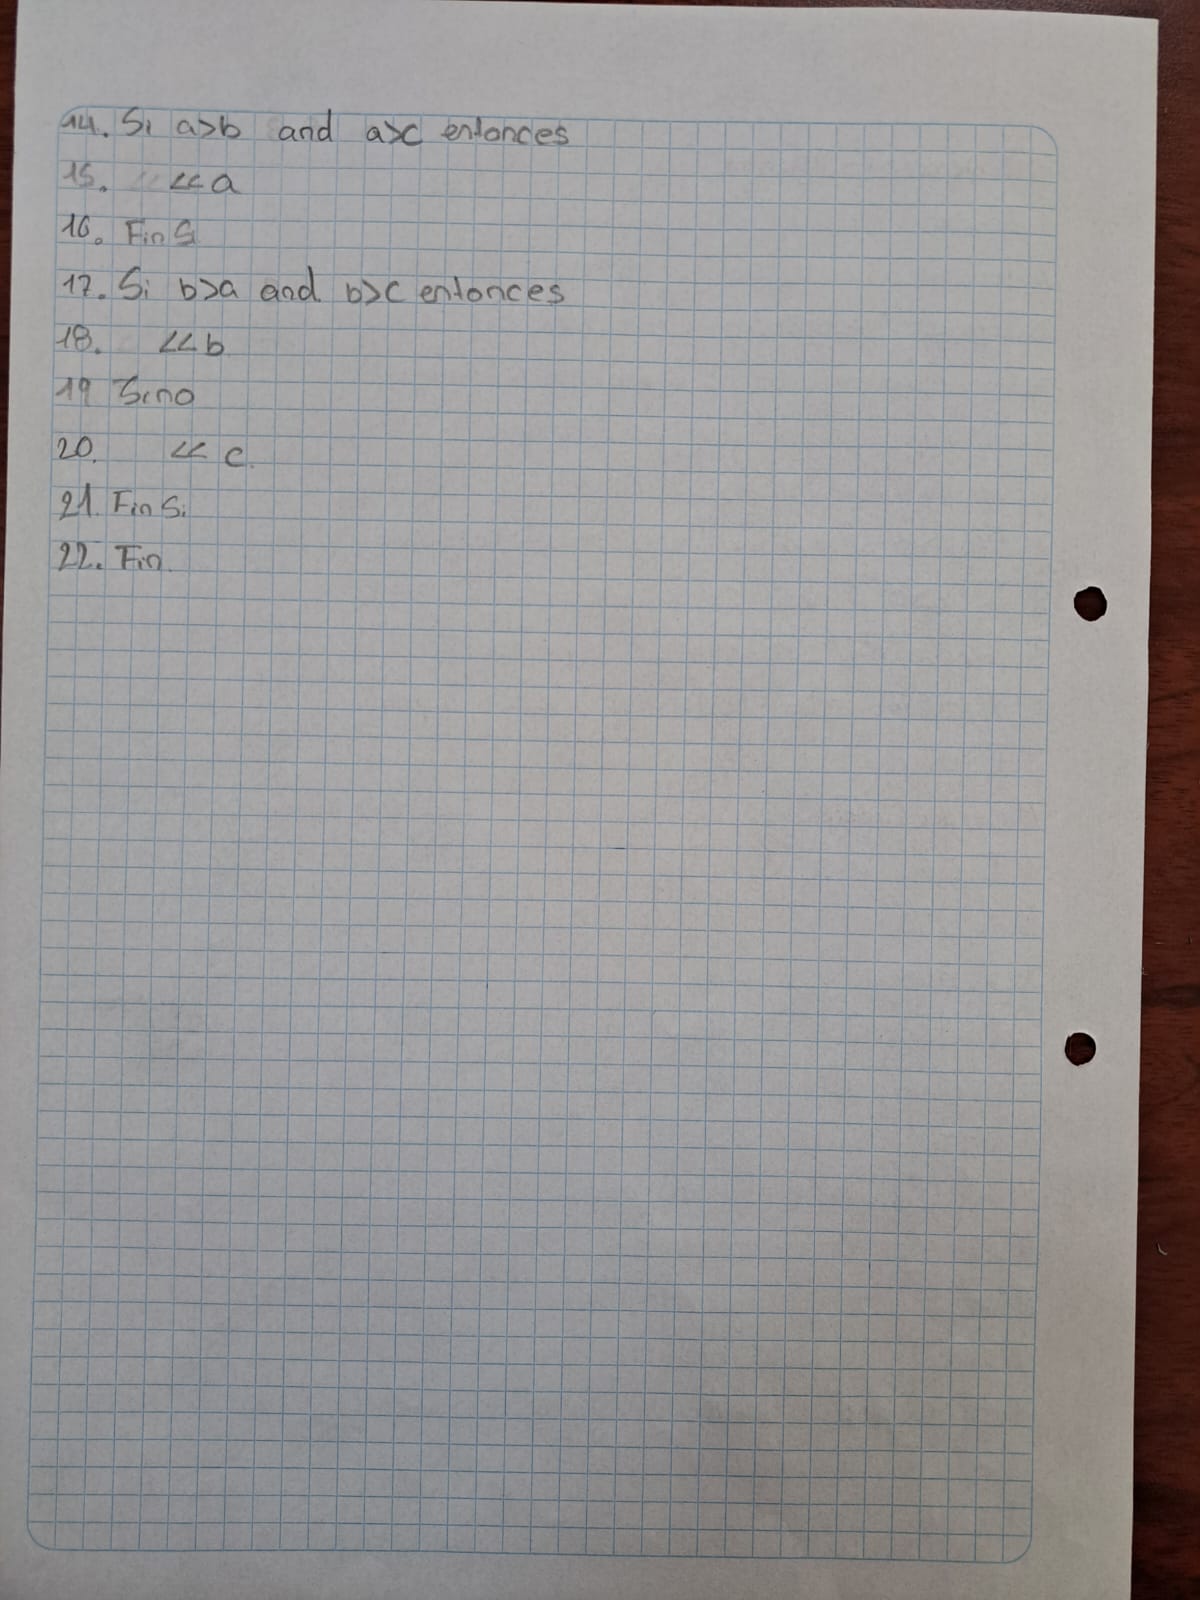 14. Si a>b and a>c entonces
15. <<a
16. Fin Si
17. Si b>a and b>c entonces
18. <<b
19 Sino
20. << c.
21. Fin Si
22. Fin.